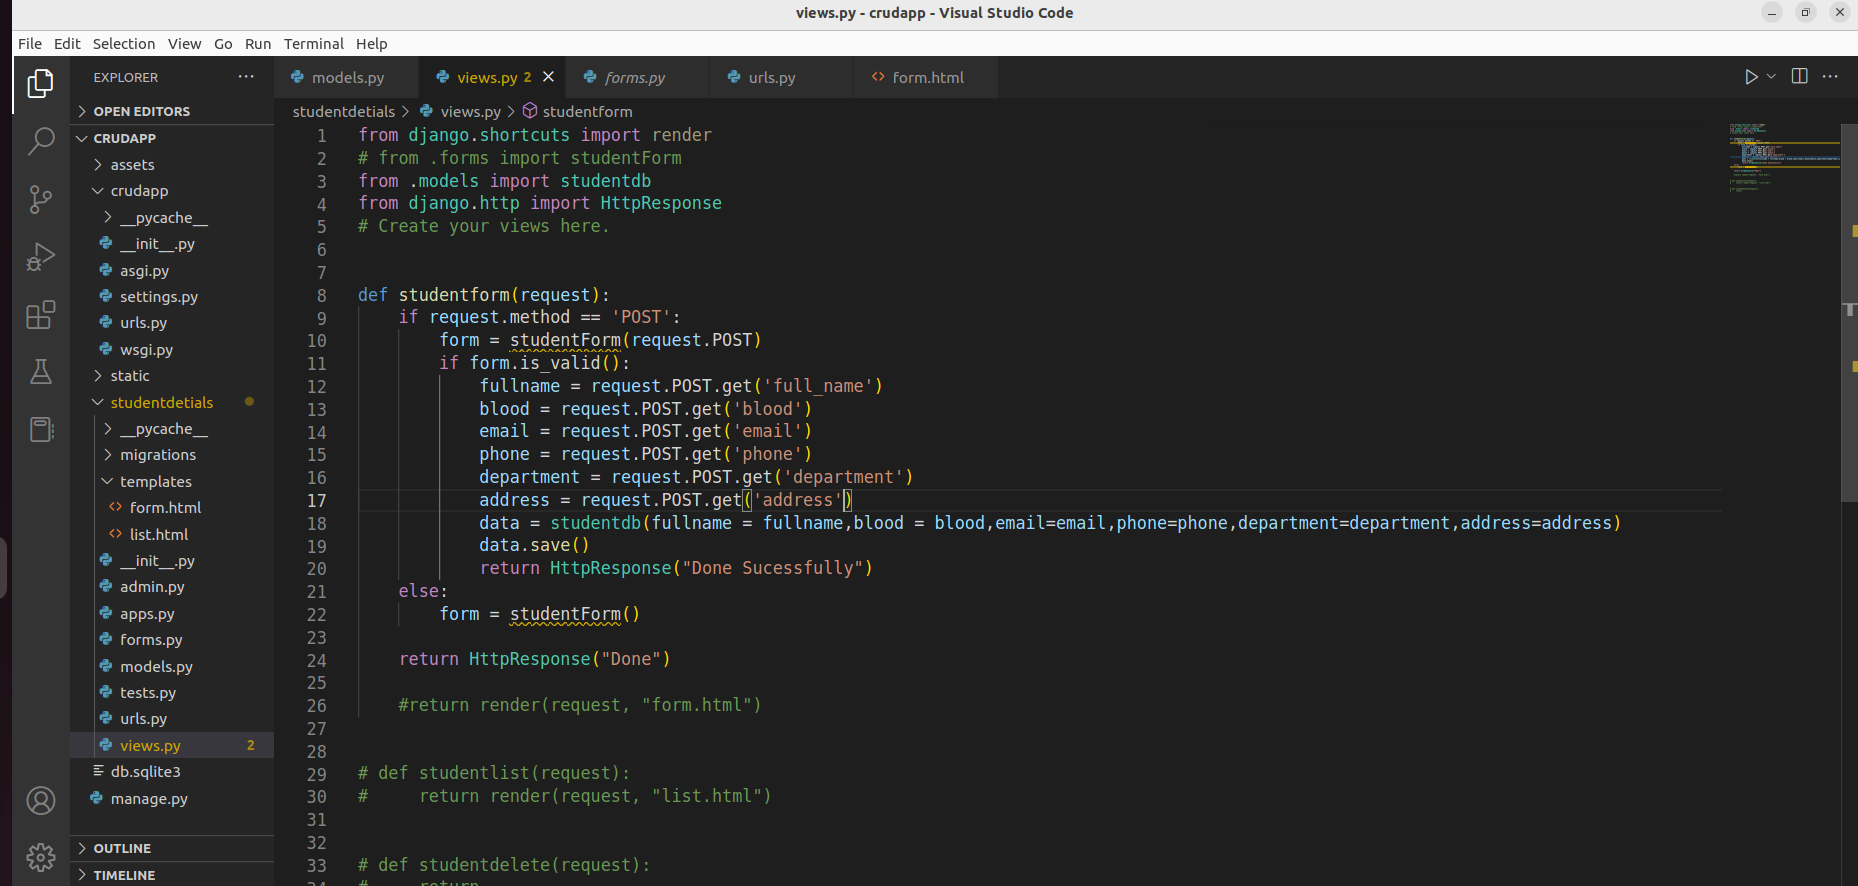 views.py - crudapp - Visual Studio Code
File Edit Selection View Go Run Terminal Help
EXPLORER
OPEN EDITORS
CRUDAPP
assets
crudapp
__pycache__
__init__.py
asgi.py
settings.py
urls.py
wsgi.py
static
studentdetials
__pycache__
migrations
templates
form.html
list.html
__init__.py
admin.py
apps.py
forms.py
models.py
tests.py
urls.py
views.py 2
db.sqlite3
manage.py
OUTLINE
TIMELINE
models.py views.py 2 forms.py urls.py form.html
studentdetials > views.py > studentform
1 from django.shortcuts import render
2 # from .forms import studentForm
3 from .models import studentdb
4 from django.http import HttpResponse
5 # Create your views here.
6
7
8 def studentform(request):
9 if request.method == 'POST':
10 form = studentForm(request.POST)
11 if form.is_valid():
12 fullname = request.POST.get('full_name')
13 blood = request.POST.get('blood')
14 email = request.POST.get('email')
15 phone = request.POST.get('phone')
16 department = request.POST.get('department')
17 address = request.POST.get('address')
18 data = studentdb(fullname = fullname,blood = blood,email=email,phone=phone,department=department,address=address)
19 data.save()
20 return HttpResponse("Done Sucessfully")
21 else:
22 form = studentForm()
23
24 return HttpResponse("Done")
25
26 #return render(request, "form.html")
27
28
29 # def studentlist(request):
30 # return render(request, "list.html")
31
32
33 # def studentdelete(request):
34 # return